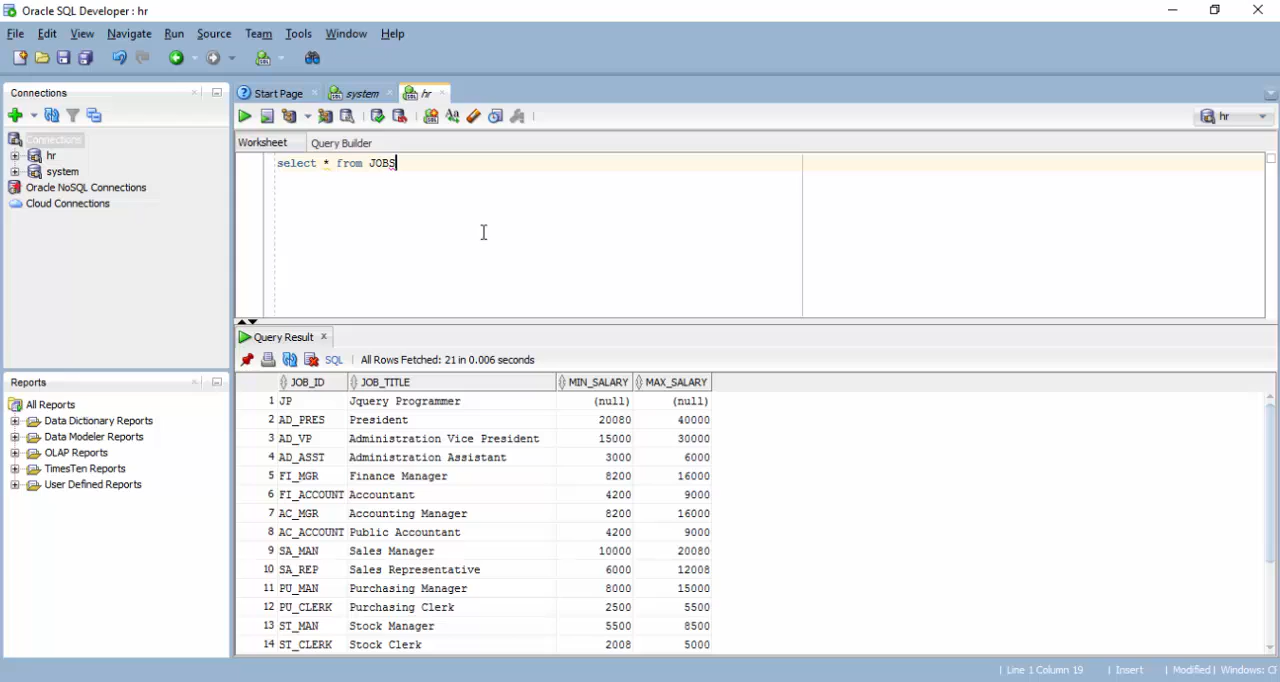 Oracle SQL Developer : hr
File Edit View Navigate Run Source Team Tools Window Help
Connections
Connections
hr
system
Oracle NoSQL Connections
Cloud Connections
Reports
All Reports
Data Dictionary Reports
Data Modeler Reports
OLAP Reports
TimesTen Reports
User Defined Reports
Start Page system hr
hr
Worksheet Query Builder
select * from JOBS
Query Result
SQL | All Rows Fetched: 21 in 0.006 seconds
JOB_ID JOB_TITLE MIN_SALARY MAX_SALARY
1 JP Jquery Programmer (null) (null)
2 AD_PRES President 20080 40000
3 AD_VP Administration Vice President 15000 30000
4 AD_ASST Administration Assistant 3000 6000
5 FI_MGR Finance Manager 8200 16000
6 FI_ACCOUNT Accountant 4200 9000
7 AC_MGR Accounting Manager 8200 16000
8 AC_ACCOUNT Public Accountant 4200 9000
9 SA_MAN Sales Manager 10000 20080
10 SA_REP Sales Representative 6000 12008
11 PU_MAN Purchasing Manager 8000 15000
12 PU_CLERK Purchasing Clerk 2500 5500
13 ST_MAN Stock Manager 5500 8500
14 ST_CLERK Stock Clerk 2008 5000
| Line 1 Column 19 | Insert | Modified | Windows: